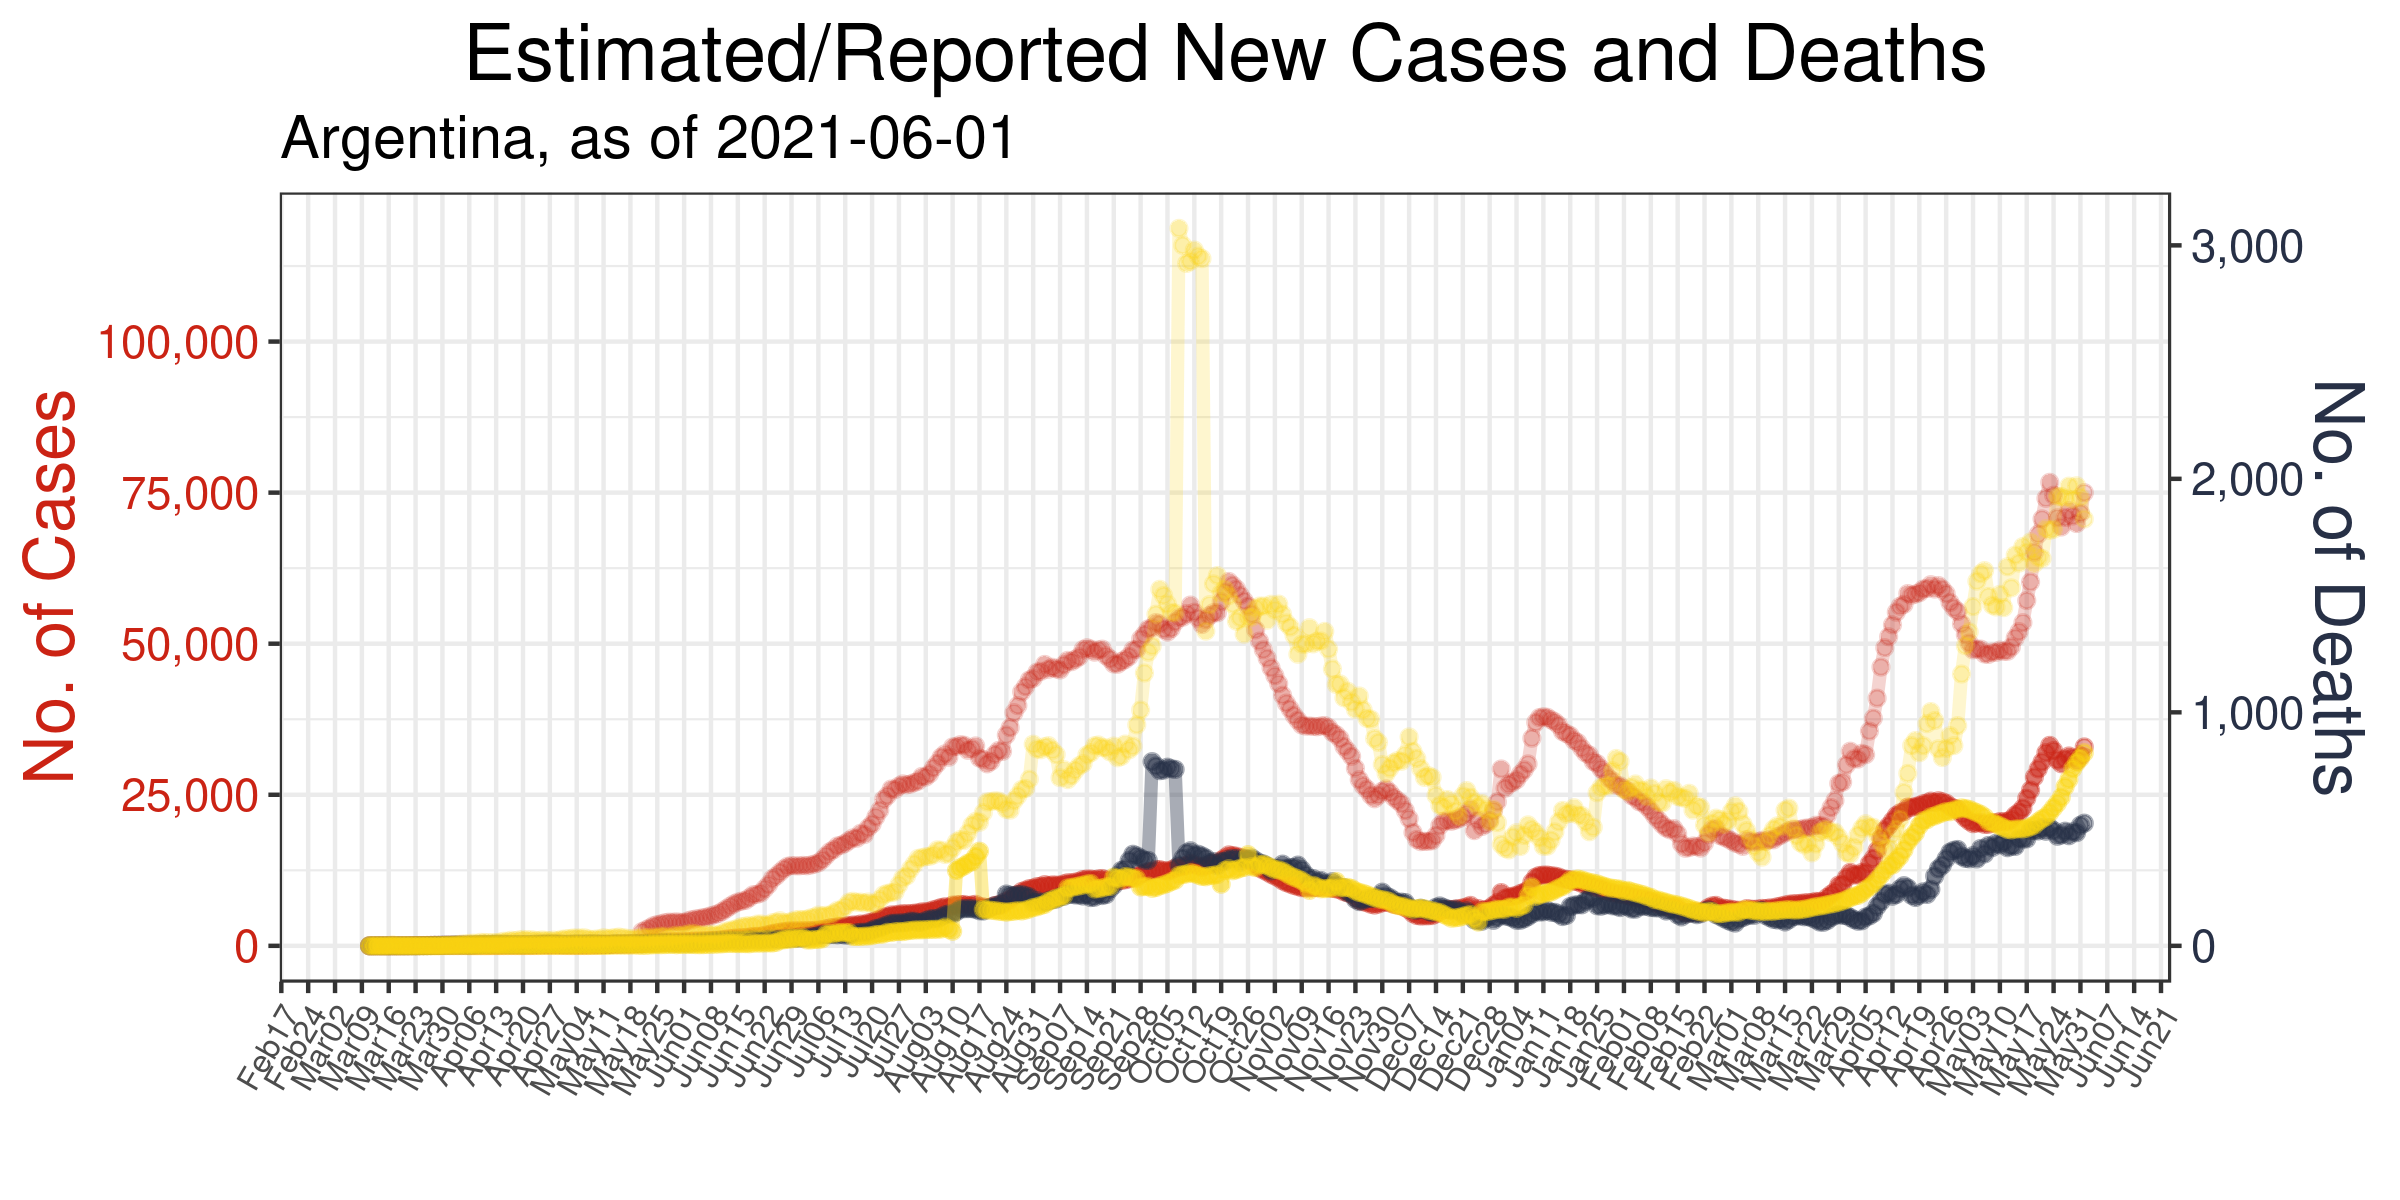 Estimated/Reported New Cases and Deaths
Argentina, as of 2021-06-01
No. of Cases
100,000
75,000
50,000
25,000
0
3,000
2,000
1,000
0
No. of Deaths
Feb17
Feb24
Mar02
Mar09
Mar16
Mar23
Mar30
Apr06
Apr13
Apr20
Apr27
May04
May11
May18
May25
Jun01
Jun08
Jun15
Jun22
Jun29
Jul06
Jul13
Jul20
Jul27
Aug03
Aug10
Aug17
Aug24
Aug31
Sep07
Sep14
Sep21
Sep28
Oct05
Oct12
Oct19
Oct26
Nov02
Nov09
Nov16
Nov23
Nov30
Dec07
Dec14
Dec21
Dec28
Jan04
Jan11
Jan18
Jan25
Feb01
Feb08
Feb15
Feb22
Mar01
Mar08
Mar15
Mar22
Mar29
Apr05
Apr12
Apr19
Apr26
May03
May10
May17
May24
May31
Jun07
Jun14
Jun21